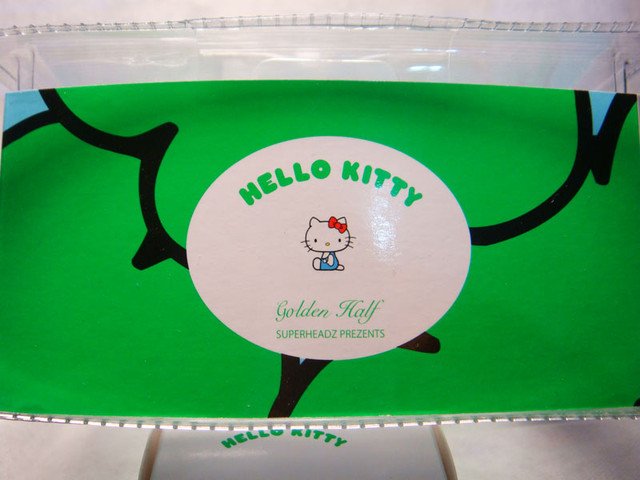 HELLO KITTY
Golden Half
SUPERHEADZ PREZENTS
HELLO KITTY